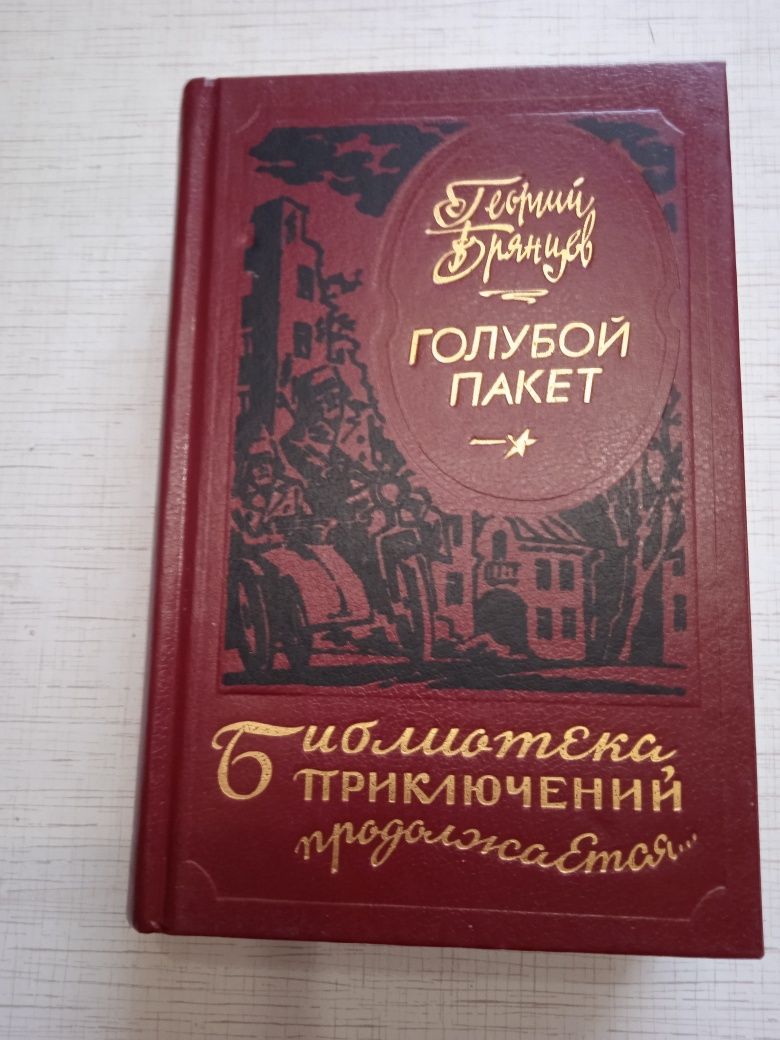 Георгий
Брянцев
ГОЛУБОЙ
ПАКЕТ
Библиотека
ПРИКЛЮЧЕНИЙ
продолжается...